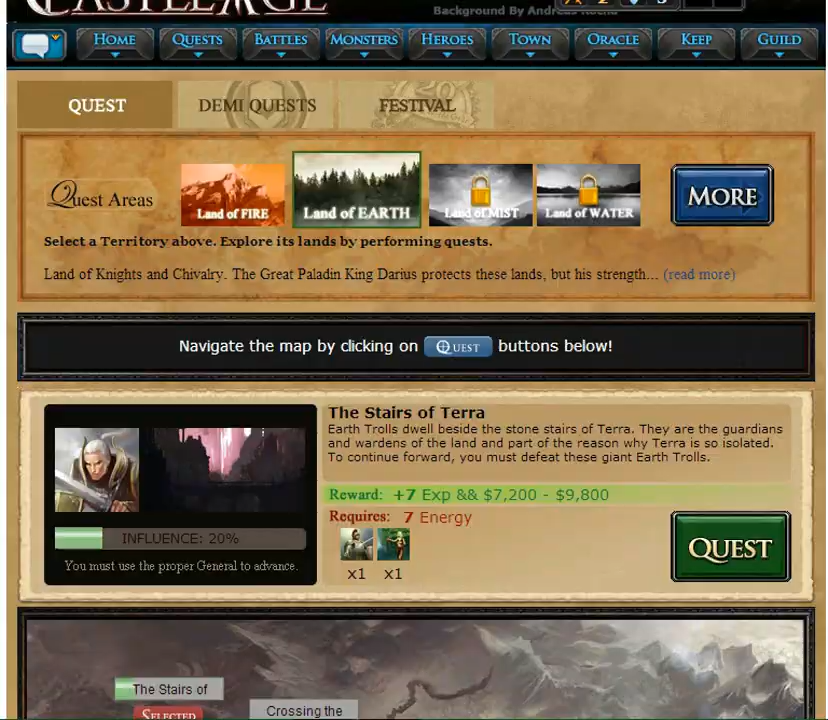 CASTLE AGE
Background By Andreas Rocha
HOME QUESTS BATTLES MONSTERS HEROES TOWN ORACLE KEEP GUILD
QUEST DEMI QUESTS FESTIVAL
Quest Areas
Land of FIRE Land of EARTH Land of MIST Land of WATER
MORE
Select a Territory above. Explore its lands by performing quests.
Land of Knights and Chivalry. The Great Paladin King Darius protects these lands, but his strength... (read more)
Navigate the map by clicking on QUEST buttons below!
The Stairs of Terra
Earth Trolls dwell beside the stone stairs of Terra. They are the guardians
and wardens of the land and part of the reason why Terra is so isolated.
To continue forward, you must defeat these giant Earth Trolls.
Reward: +7 Exp && $7,200 - $9,800
Requires: 7 Energy
x1 x1
QUEST
INFLUENCE: 20%
You must use the proper General to advance.
The Stairs of
SELECTED
Crossing the